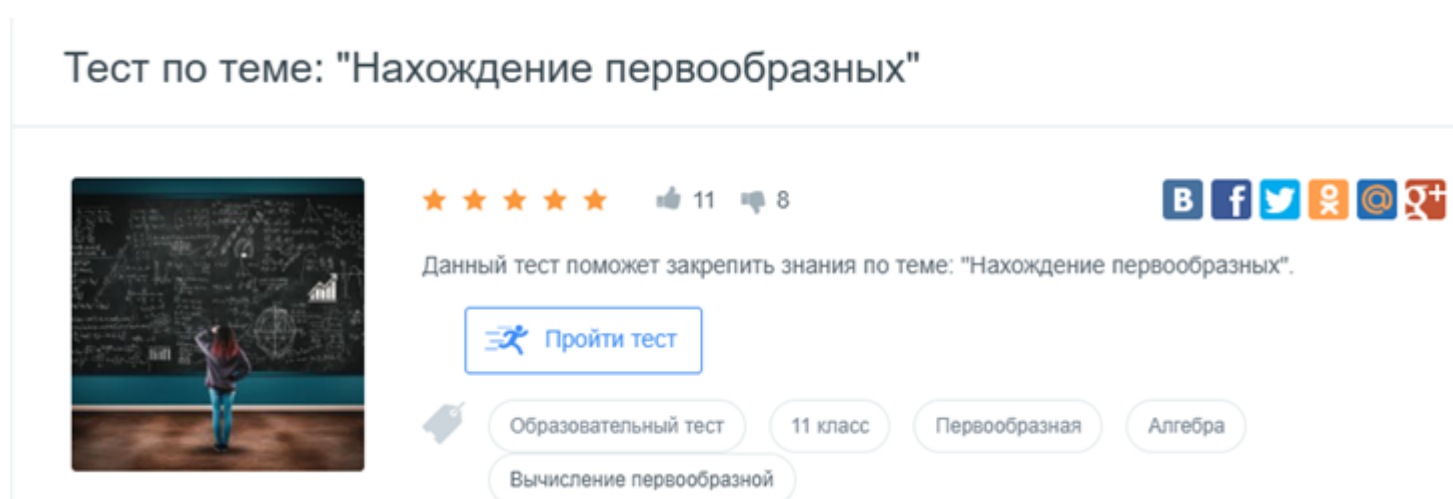 Тест по теме: "Нахождение первообразных"
11 8
Данный тест поможет закрепить знания по теме: "Нахождение первообразных".
Пройти тест
Образовательный тест 11 класс Первообразная Алгебра
Вычисление первообразной